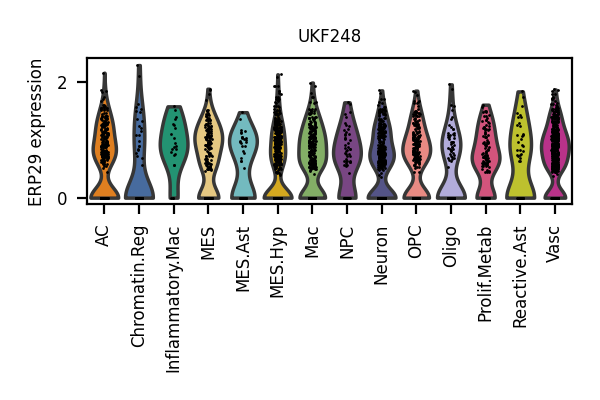 UKF248
ERP29 expression
2
0
AC
Chromatin.Reg
Inflammatory.Mac
MES
MES.Ast
MES.Hyp
Mac
NPC
Neuron
OPC
Oligo
Prolif.Metab
Reactive.Ast
Vasc